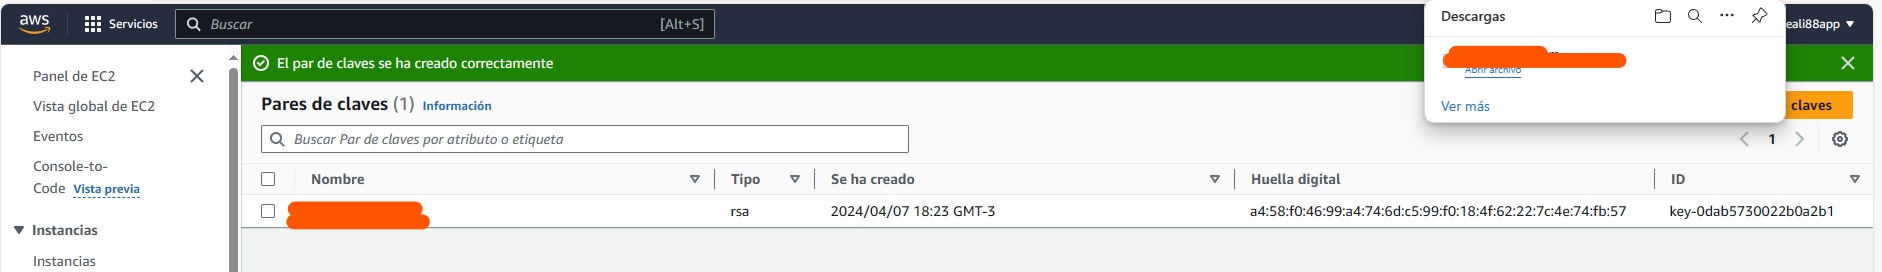 aws
Servicios
Buscar
[Alt+S]
eali88app
Descargas
Abrir archivo
Ver más
Panel de EC2
Vista global de EC2
Eventos
Console-to-
Code Vista previa
Instancias
Instancias
El par de claves se ha creado correctamente
Pares de claves (1) Información
claves
Buscar Par de claves por atributo o etiqueta
1
Nombre Tipo Se ha creado Huella digital ID
rsa 2024/04/07 18:23 GMT-3 a4:58:f0:46:99:a4:74:6d:c5:99:f0:18:4f:62:22:7c:4e:74:fb:57 key-0dab5730022b0a2b1